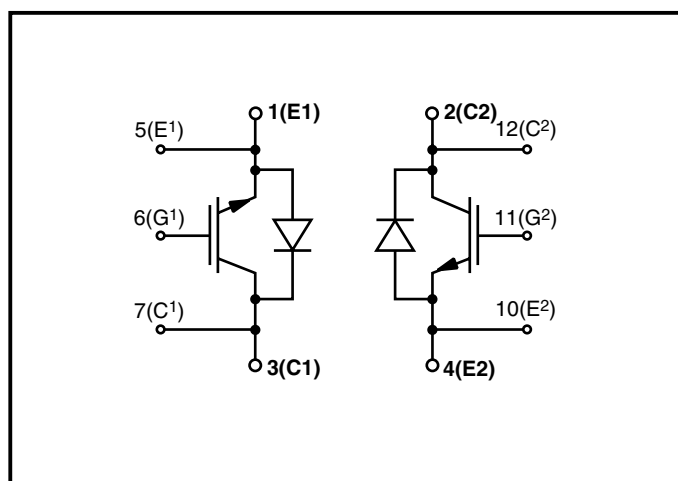 1(E1)
2(C2)
5(E¹)
12(C²)
6(G¹)
11(G²)
7(C¹)
10(E²)
3(C1)
4(E2)